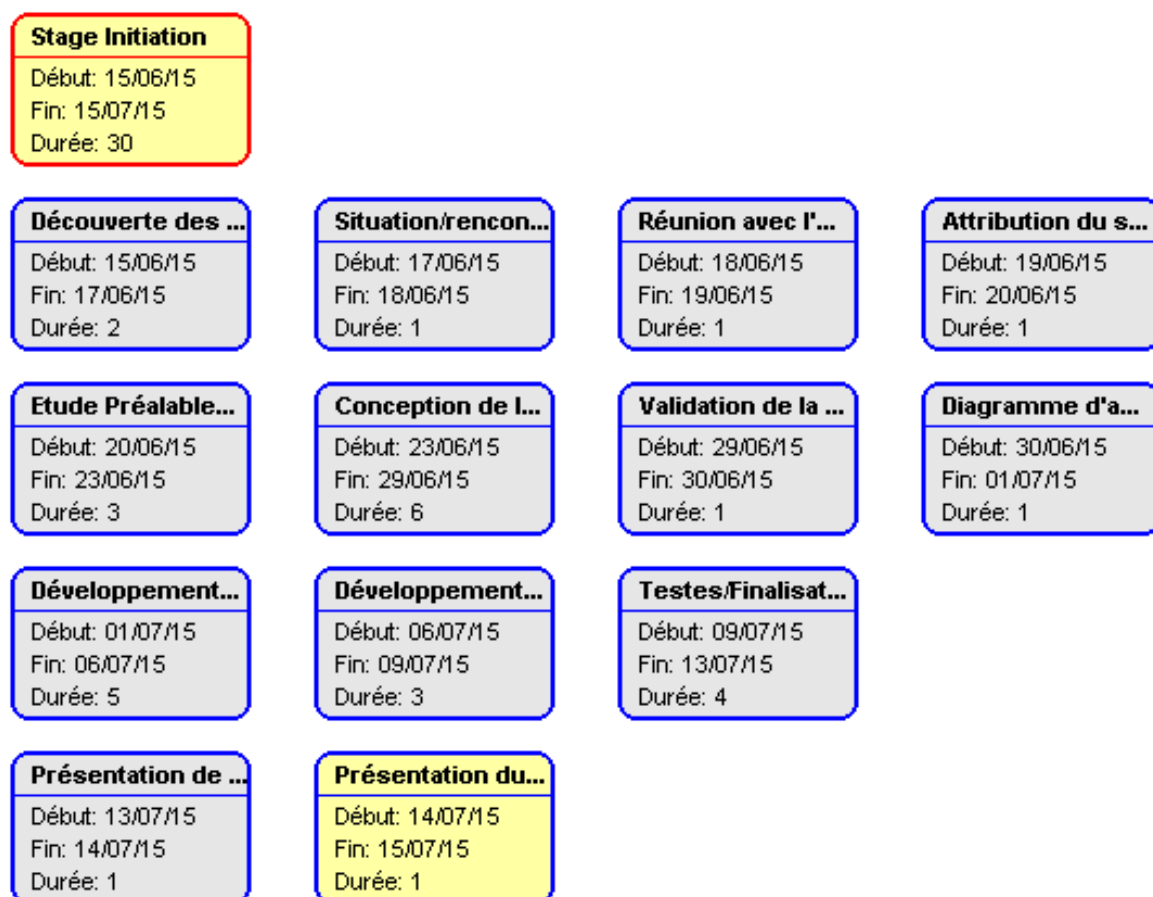 Stage Initiation
Début: 15/06/15
Fin: 15/07/15
Durée: 30
Découverte des ...
Début: 15/06/15
Fin: 17/06/15
Durée: 2
Situation/rencon...
Début: 17/06/15
Fin: 18/06/15
Durée: 1
Réunion avec l'...
Début: 18/06/15
Fin: 19/06/15
Durée: 1
Attribution du s...
Début: 19/06/15
Fin: 20/06/15
Durée: 1
Etude Préalable...
Début: 20/06/15
Fin: 23/06/15
Durée: 3
Conception de l...
Début: 23/06/15
Fin: 29/06/15
Durée: 6
Validation de la ...
Début: 29/06/15
Fin: 30/06/15
Durée: 1
Diagramme d'a...
Début: 30/06/15
Fin: 01/07/15
Durée: 1
Développement...
Début: 01/07/15
Fin: 06/07/15
Durée: 5
Développement...
Début: 06/07/15
Fin: 09/07/15
Durée: 3
Testes/Finalisat...
Début: 09/07/15
Fin: 13/07/15
Durée: 4
Présentation de ...
Début: 13/07/15
Fin: 14/07/15
Durée: 1
Présentation du...
Début: 14/07/15
Fin: 15/07/15
Durée: 1